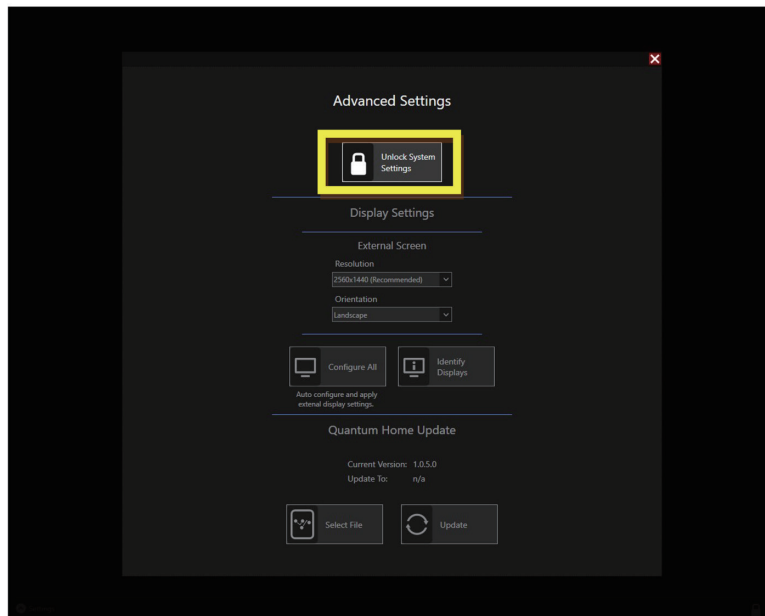 Advanced Settings
Unlock System
Settings
Display Settings
External Screen
Resolution
2560x1440 (Recommended)
Orientation
Landscape
Configure All
Identify
Displays
Auto configure and apply
extenal display settings.
Quantum Home Update
Current Version: 1.0.5.0
Update To: n/a
Select File
Update